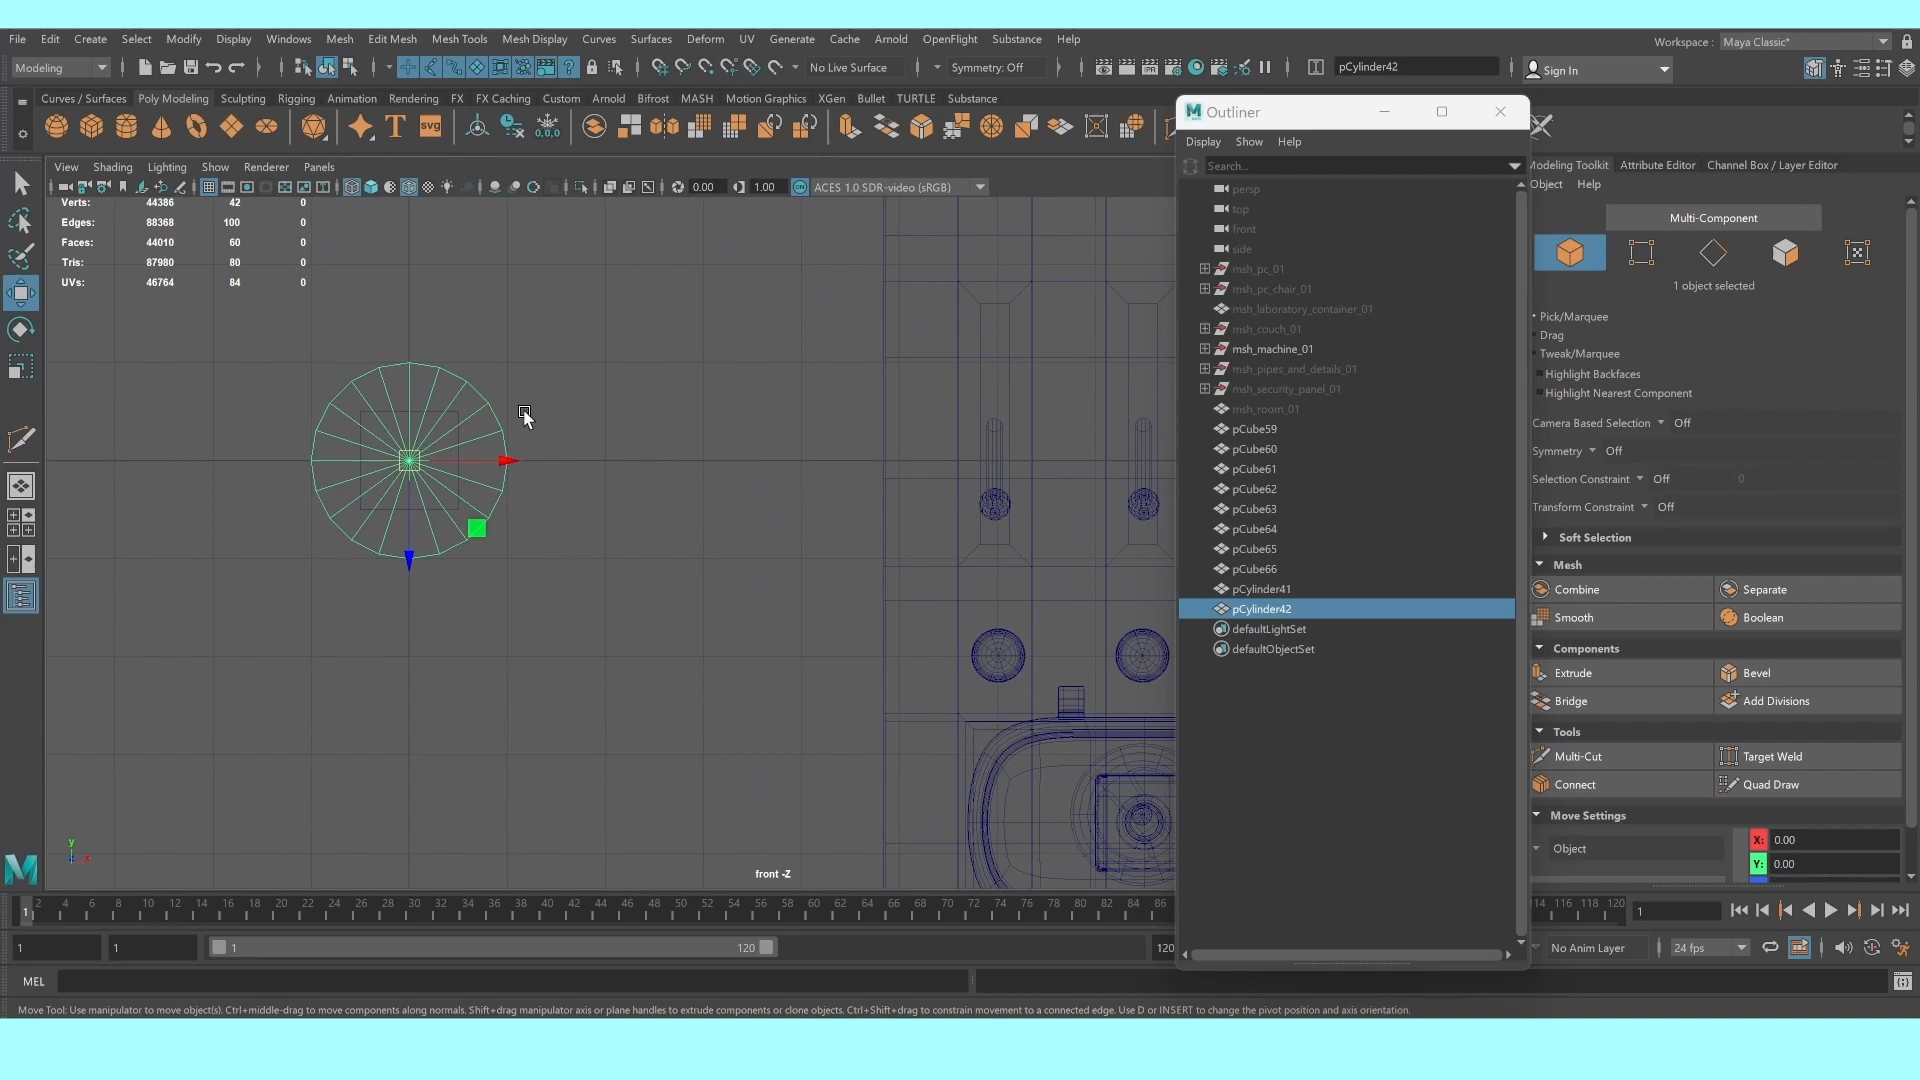 File Edit Create Select Modify Display Windows Mesh Edit Mesh Mesh Tools Mesh Display Curves Surfaces Deform UV Generate Cache Arnold OpenFlight Substance Help
Workspace : Maya Classic*
Modeling No Live Surface Symmetry: Off pCylinder42 Sign In
Curves / Surfaces Poly Modeling Sculpting Rigging Animation Rendering FX FX Caching Custom Arnold Bifrost MASH Motion Graphics XGen Bullet TURTLE Substance
View Shading Lighting Show Renderer Panels
0.00 1.00 ACES 1.0 SDR-video (sRGB)
Verts: 44386 42 0
Edges: 88368 100 0
Faces: 44010 60 0
Tris: 87980 80 0
UVs: 46764 84 0
y
z x
front -Z
Outliner
Display Show Help
Search...
persp
top
front
side
msh_pc_01
msh_pc_chair_01
msh_laboratory_container_01
msh_couch_01
msh_machine_01
msh_pipes_and_details_01
msh_security_panel_01
msh_room_01
pCube59
pCube60
pCube61
pCube62
pCube63
pCube64
pCube65
pCube66
pCylinder41
pCylinder42
defaultLightSet
defaultObjectSet
Modeling Toolkit Attribute Editor Channel Box / Layer Editor
Object Help
Multi-Component
1 object selected
Pick/Marquee
Drag
Tweak/Marquee
Highlight Backfaces
Highlight Nearest Component
Camera Based Selection Off
Symmetry Off
Selection Constraint Off 0
Transform Constraint Off
Soft Selection
Mesh
Combine Separate
Smooth Boolean
Components
Extrude Bevel
Bridge Add Divisions
Tools
Multi-Cut Target Weld
Connect Quad Draw
Move Settings
Object X: 0.00
Y: 0.00
1 2 4 6 8 10 12 14 16 18 20 22 24 26 28 30 32 34 36 38 40 42 44 46 48 50 52 54 56 58 60 62 64 66 68 70 72 74 76 78 80 82 84 86 114 116 118 120 1
1 1 1 120 120 No Anim Layer 24 fps
MEL
Move Tool: Use manipulator to move object(s). Ctrl+middle-drag to move components along normals. Shift+drag manipulator axis or plane handles to extrude components or clone objects. Ctrl+Shift+drag to constrain movement to a connected edge. Use D or INSERT to change the pivot position and axis orientation.